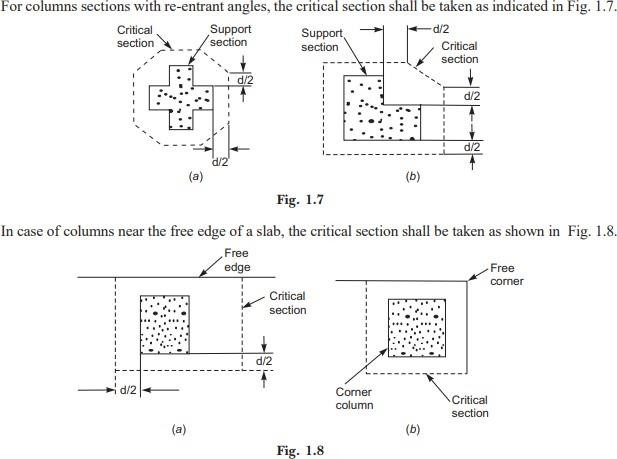 For columns sections with re-entrant angles, the critical section shall be taken as indicated in Fig. 1.7.
Critical
section
Support
section
d/2
d/2
(a)
Support
section
d/2
Critical
section
d/2
d/2
(b)
Fig. 1.7
In case of columns near the free edge of a slab, the critical section shall be taken as shown in Fig. 1.8.
Free
edge
Critical
section
d/2
d/2
(a)
Free
corner
Corner
column
Critical
section
(b)
Fig. 1.8